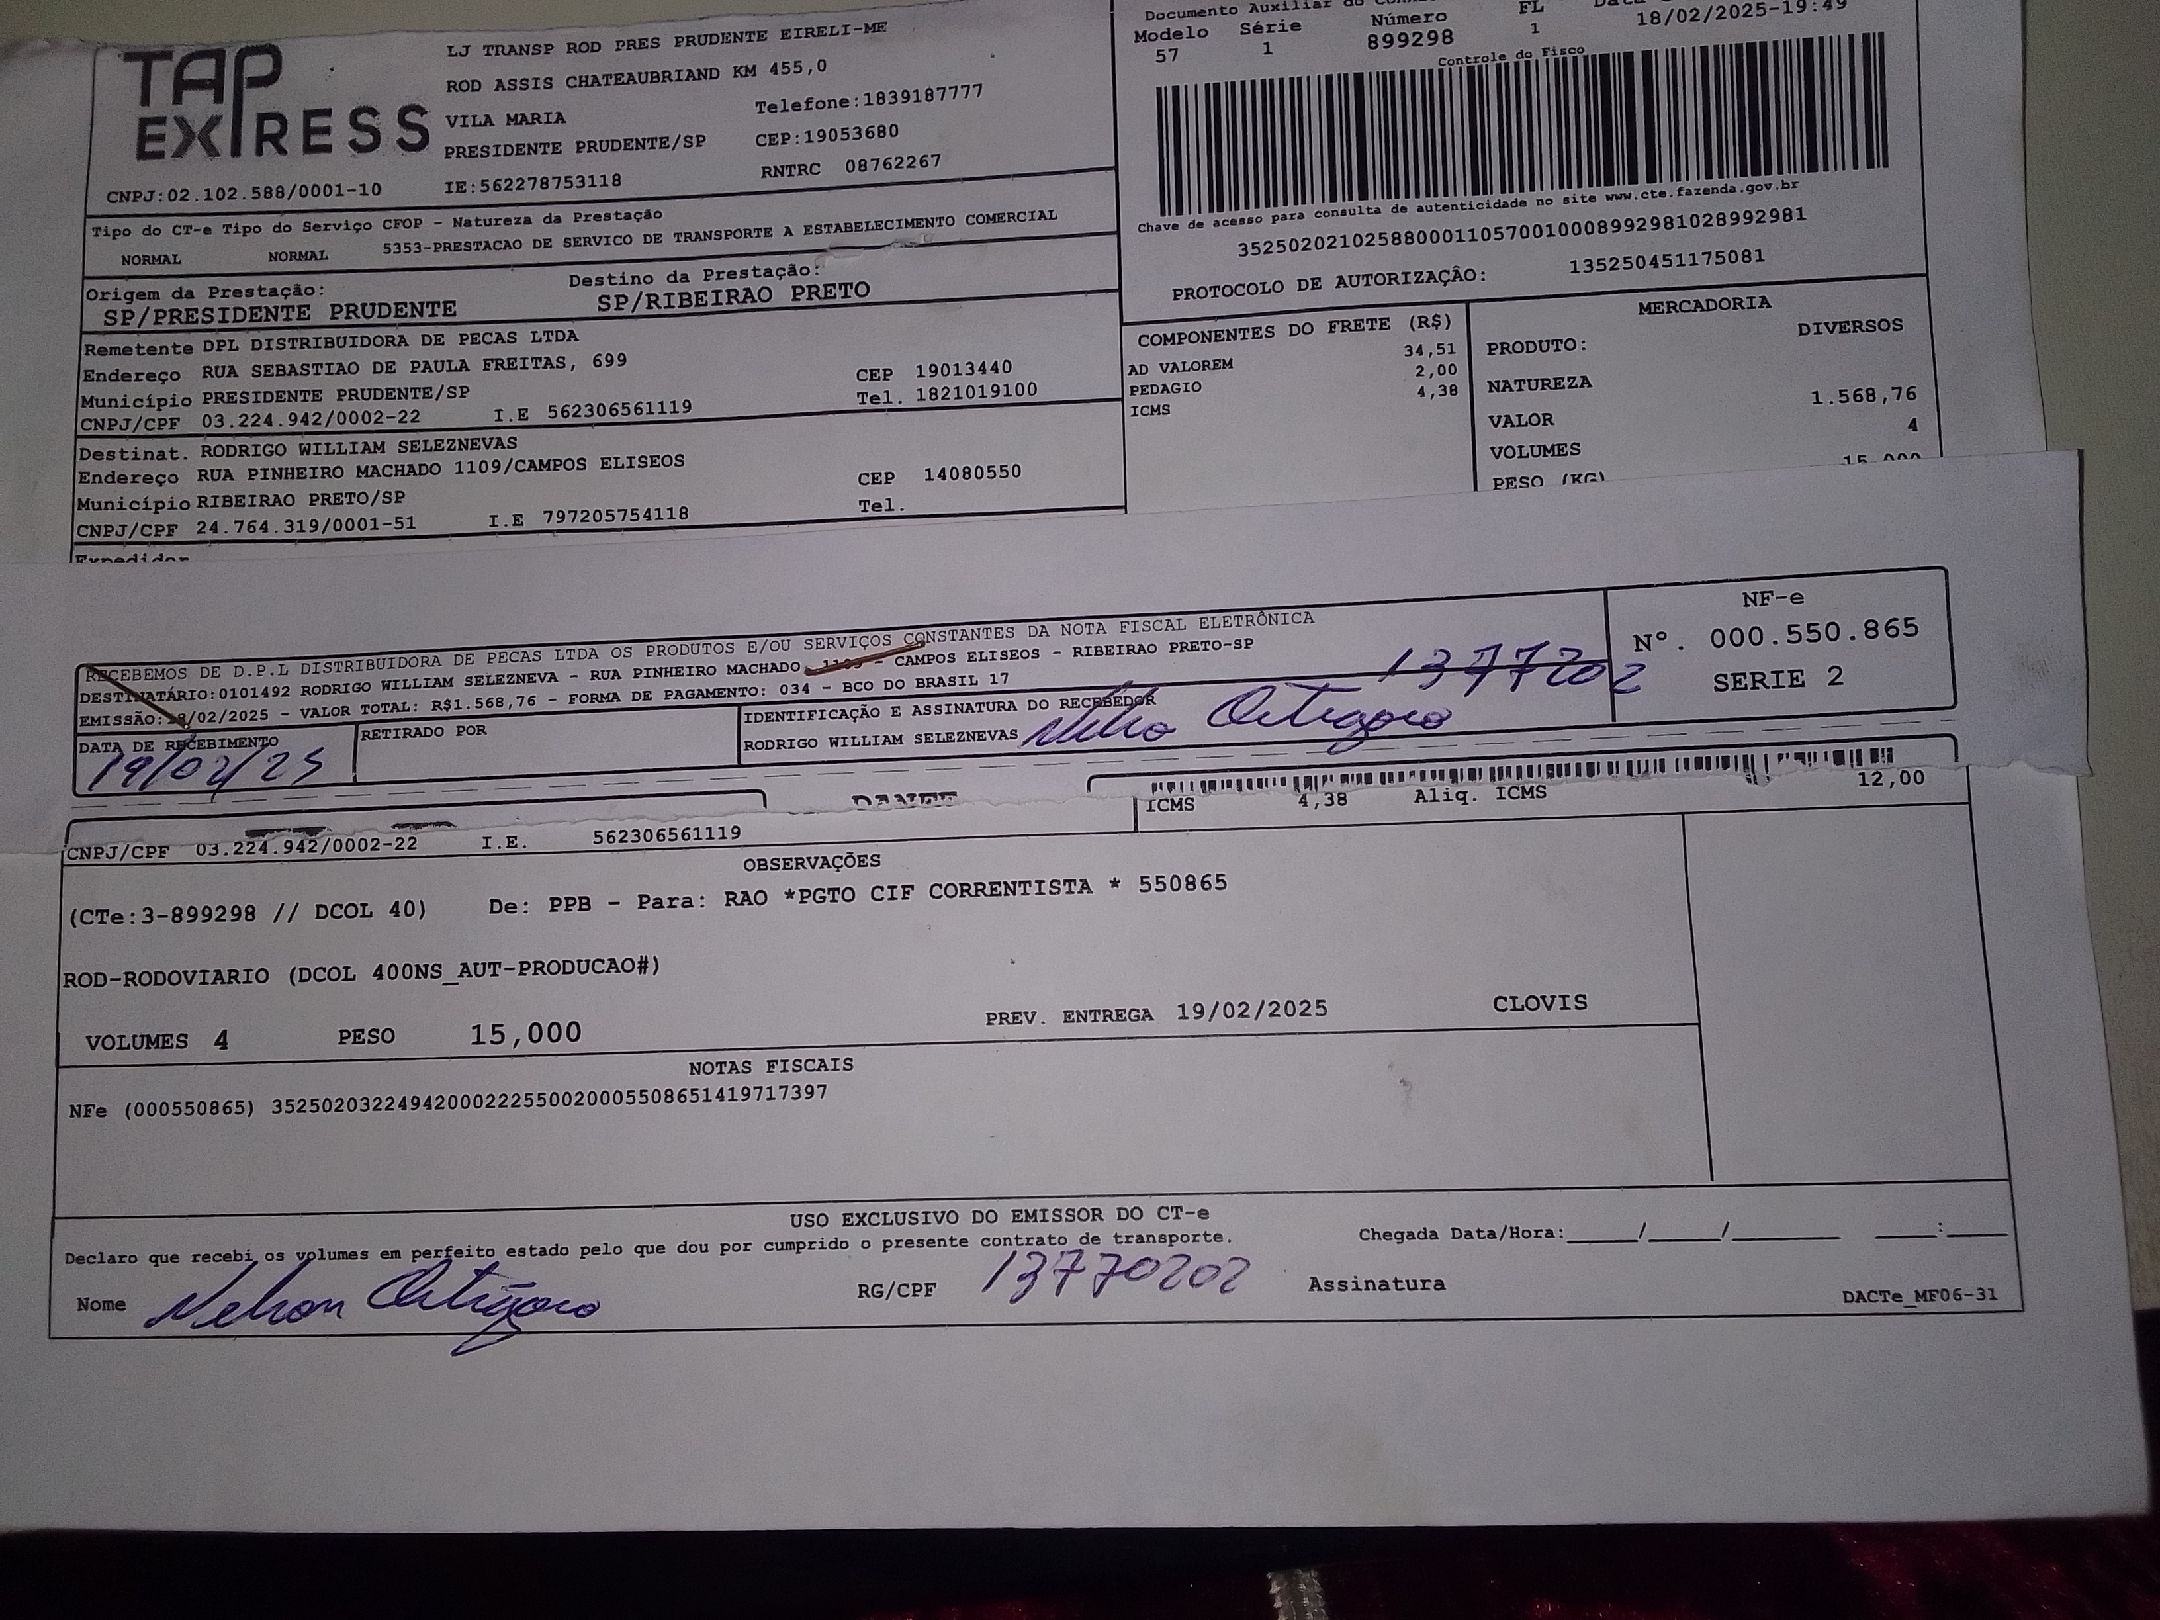 TAP EXPRESS
LJ TRANSP ROD PRES PRUDENTE EIRELI-ME
ROD ASSIS CHATEAUBRIAND KM 455,0
VILA MARIA Telefone:1839187777
PRESIDENTE PRUDENTE/SP CEP:19053680
CNPJ:02.102.588/0001-10 IE:562278753118 RNTRC 08762267
Documento Auxiliar do
Modelo Série Número FL
57 1 899298 1 18/02/2025-19:49
Controle do Fisco
Chave de acesso para consulta de autenticidade no site www.cte.fazenda.gov.br
35250202102588000110570010008992981028992981
PROTOCOLO DE AUTORIZAÇÂO: 135250451175081
Tipo do CT-e Tipo do Serviço CFOP - Natureza da Prestação
NORMAL NORMAL 5353-PRESTACAO DE SERVICO DE TRANSPORTE A ESTABELECIMENTO COMERCIAL
Origem da Prestação: Destino da Prestação:
SP/PRESIDENTE PRUDENTE SP/RIBEIRAO PRETO
Remetente DPL DISTRIBUIDORA DE PECAS LTDA
Endereço RUA SEBASTIAO DE PAULA FREITAS, 699 CEP 19013440
Município PRESIDENTE PRUDENTE/SP Tel. 1821019100
CNPJ/CPF 03.224.942/0002-22 I.E 562306561119
Destinat. RODRIGO WILLIAM SELEZNEVAS
Endereço RUA PINHEIRO MACHADO 1109/CAMPOS ELISEOS CEP 14080550
Município RIBEIRAO PRETO/SP Tel.
CNPJ/CPF 24.764.319/0001-51 I.E 797205754118
Expedidor
COMPONENTES DO FRETE (R$)
34,51
AD VALOREM 2,00
PEDAGIO 4,38
ICMS
MERCADORIA
PRODUTO: DIVERSOS
NATUREZA
VALOR 1.568,76
VOLUMES 4
PESO (KG) 15,000
RECEBEMOS DE D.P.L DISTRIBUIDORA DE PECAS LTDA OS PRODUTOS E/OU SERVIÇOS CONSTANTES DA NOTA FISCAL ELETRÔNICA
DESTINATÁRIO:0101492 RODRIGO WILLIAM SELEZNEVA - RUA PINHEIRO MACHADO, 1109 - CAMPOS ELISEOS - RIBEIRAO PRETO-SP
EMISSÃO:18/02/2025 - VALOR TOTAL: R$1.568,76 - FORMA DE PAGAMENTO: 034 - BCO DO BRASIL 17
13777202
DATA DE RECEBIMENTO RETIRADO POR IDENTIFICAÇÃO E ASSINATURA DO RECEBEDOR
19/02/25 RODRIGO WILLIAM SELEZNEVAS
NF-e
Nº. 000.550.865
SERIE 2
DANFE
ICMS 4,38 Aliq. ICMS 12,00
CNPJ/CPF 03.224.942/0002-22 I.E. 562306561119
OBSERVAÇÕES
(CTe:3-899298 // DCOL 40) De: PPB - Para: RAO *PGTO CIF CORRENTISTA * 550865
ROD-RODOVIARIO (DCOL 400NS_AUT-PRODUCAO#)
VOLUMES 4 PESO 15,000 PREV. ENTREGA 19/02/2025 CLOVIS
NOTAS FISCAIS
NFe (000550865) 35250203224942000222550020005508651419717397
USO EXCLUSIVO DO EMISSOR DO CT-e
Declaro que recebi os volumes em perfeito estado pelo que dou por cumprido o presente contrato de transporte. Chegada Data/Hora:_____/_____/_______ ____:____
Nome Nelson RG/CPF 13770202 Assinatura
DACTe_MF06-31